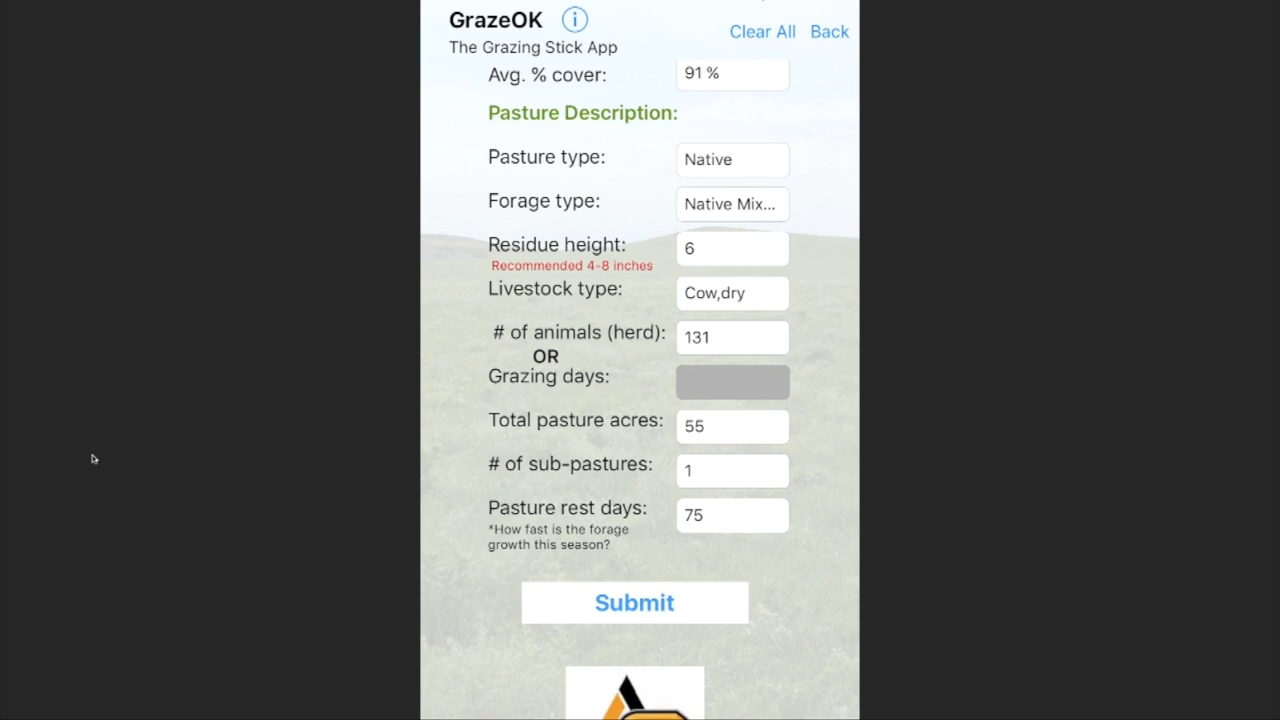 GrazeOK i
The Grazing Stick App
Clear All Back
Avg. % cover: 91 %
Pasture Description:
Pasture type: Native
Forage type: Native Mix...
Residue height: 6
Recommended 4-8 inches
Livestock type: Cow,dry
# of animals (herd): 131
OR
Grazing days:
Total pasture acres: 55
# of sub-pastures: 1
Pasture rest days: 75
*How fast is the forage
growth this season?
Submit